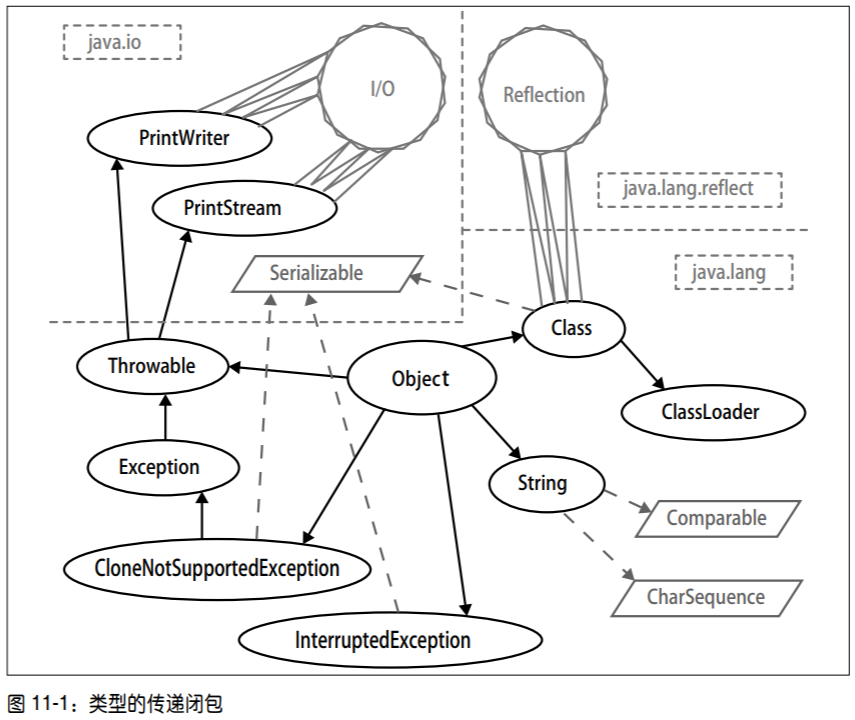 java.io
I/O
Reflection
PrintWriter
java.lang.reflect
PrintStream
Serializable
java.lang
Class
Throwable
Object
ClassLoader
Exception
String
Comparable
CloneNotSupportedException
CharSequence
InterruptedException
图 11-1：类型的传递闭包